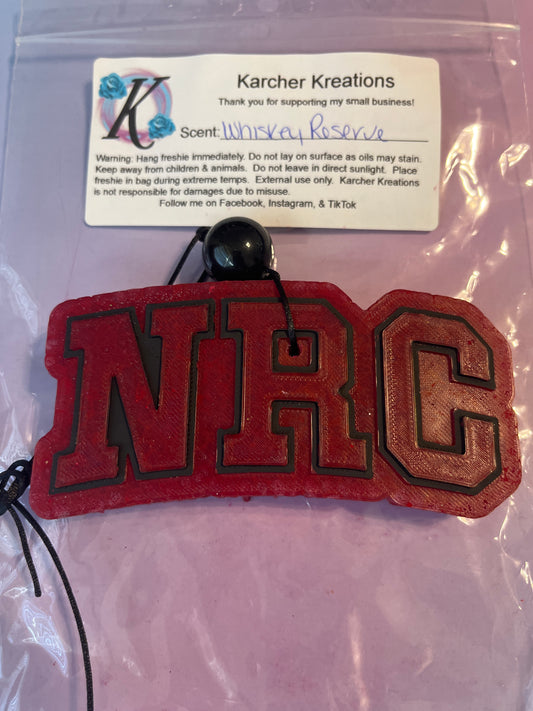 K
Karcher Kreations
Thank you for supporting my small business!
Scent: Whiskey Reserve
Warning: Hang freshie immediately. Do not lay on surface as oils may stain.
Keep away from children & animals. Do not leave in direct sunlight. Place
freshie in bag during extreme temps. External use only. Karcher Kreations
is not responsible for damages due to misuse.
Follow me on Facebook, Instagram, & TikTok
NRC